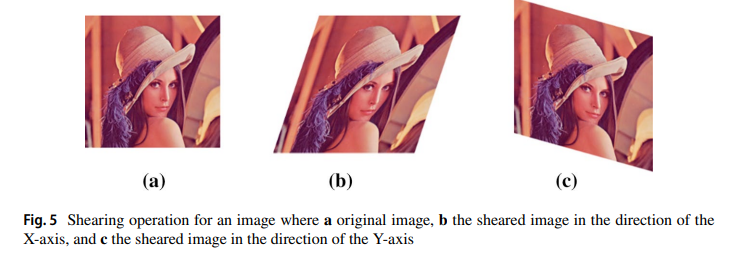 (a) (b) (c)
Fig. 5 Shearing operation for an image where a original image, b the sheared image in the direction of the
X-axis, and c the sheared image in the direction of the Y-axis